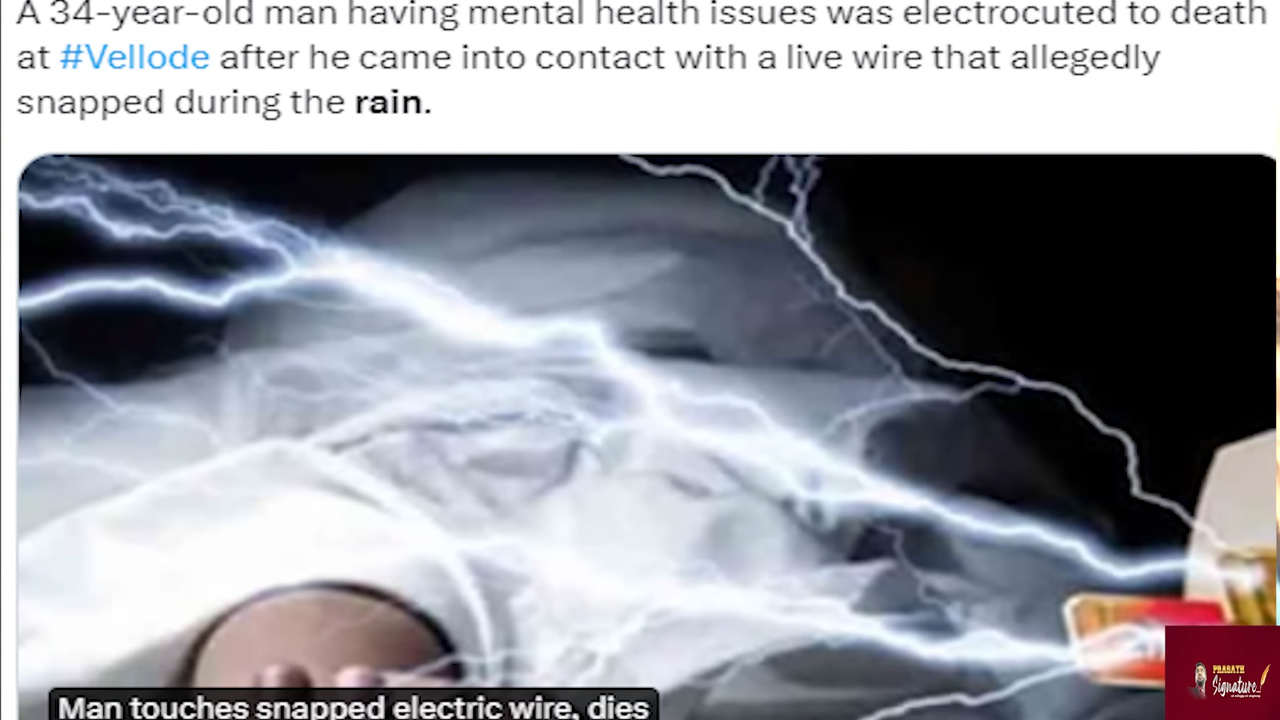 A 34-year-old man having mental health issues was electrocuted to death
at #Vellode after he came into contact with a live wire that allegedly
snapped during the rain.
Man touches snapped electric wire, dies
PRASATH
Signature